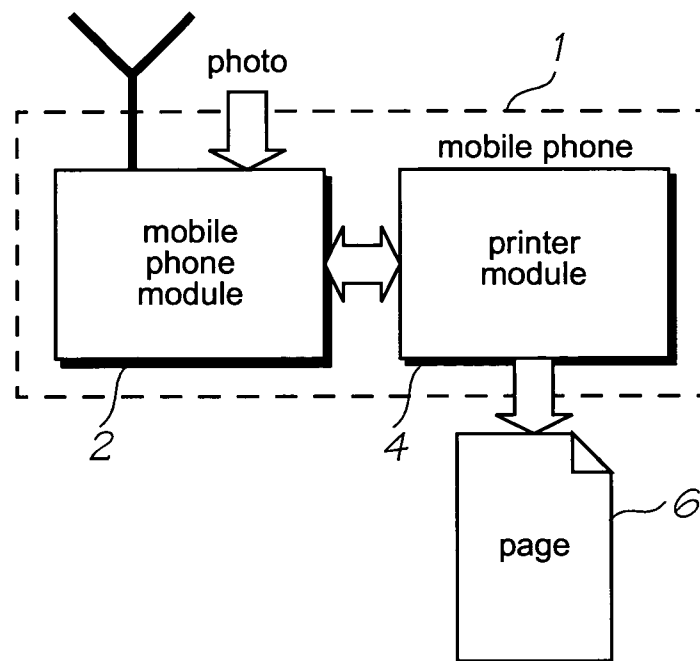 1
photo
mobile phone
mobile
phone
module
printer
module
2
4
page
6